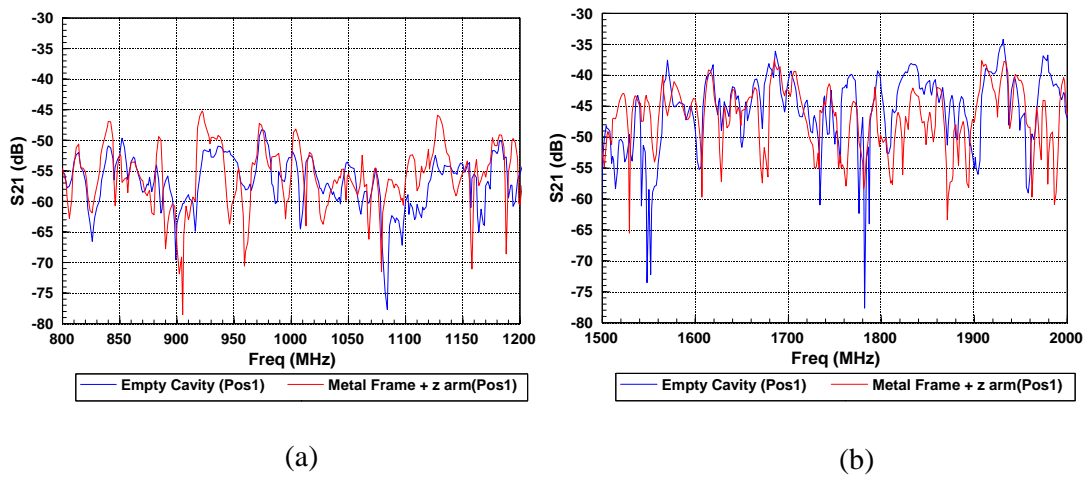 -30
-35
-40
-45
-50
-55
-60
-65
-70
-75
-80
S21 (dB)
800 850 900 950 1000 1050 1100 1150 1200
Freq (MHz)
Empty Cavity (Pos1) Metal Frame + z arm(Pos1)
(a)
-30
-35
-40
-45
-50
-55
-60
-65
-70
-75
-80
S21 (dB)
1500 1600 1700 1800 1900 2000
Freq (MHz)
Empty Cavity (Pos1) Metal Frame + z arm(Pos1)
(b)